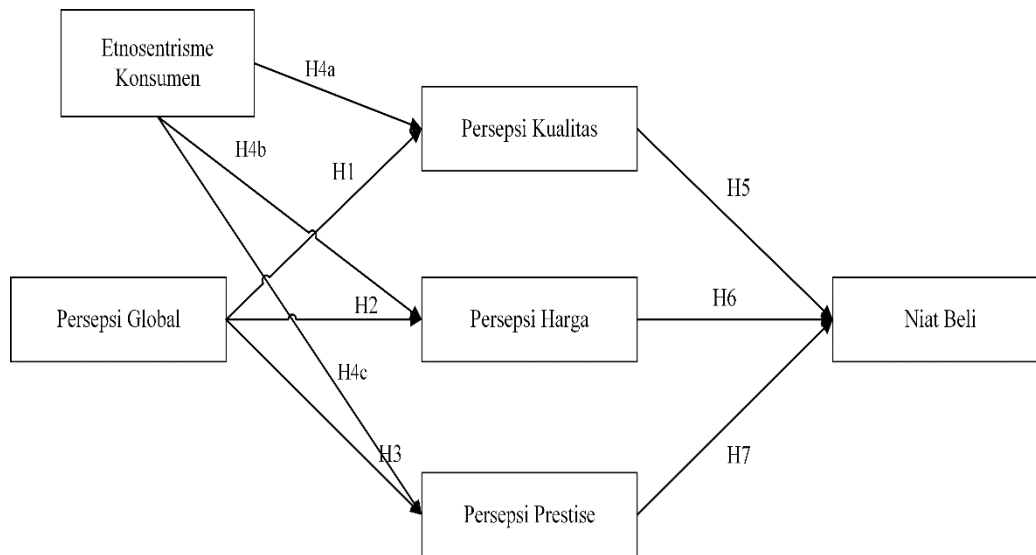 Etnosentrisme
Konsumen
H4a
Persepsi Kualitas
H4b
H1
H5
Persepsi Global
H2
Persepsi Harga
H6
Niat Beli
H4c
H3
H7
Persepsi Prestise